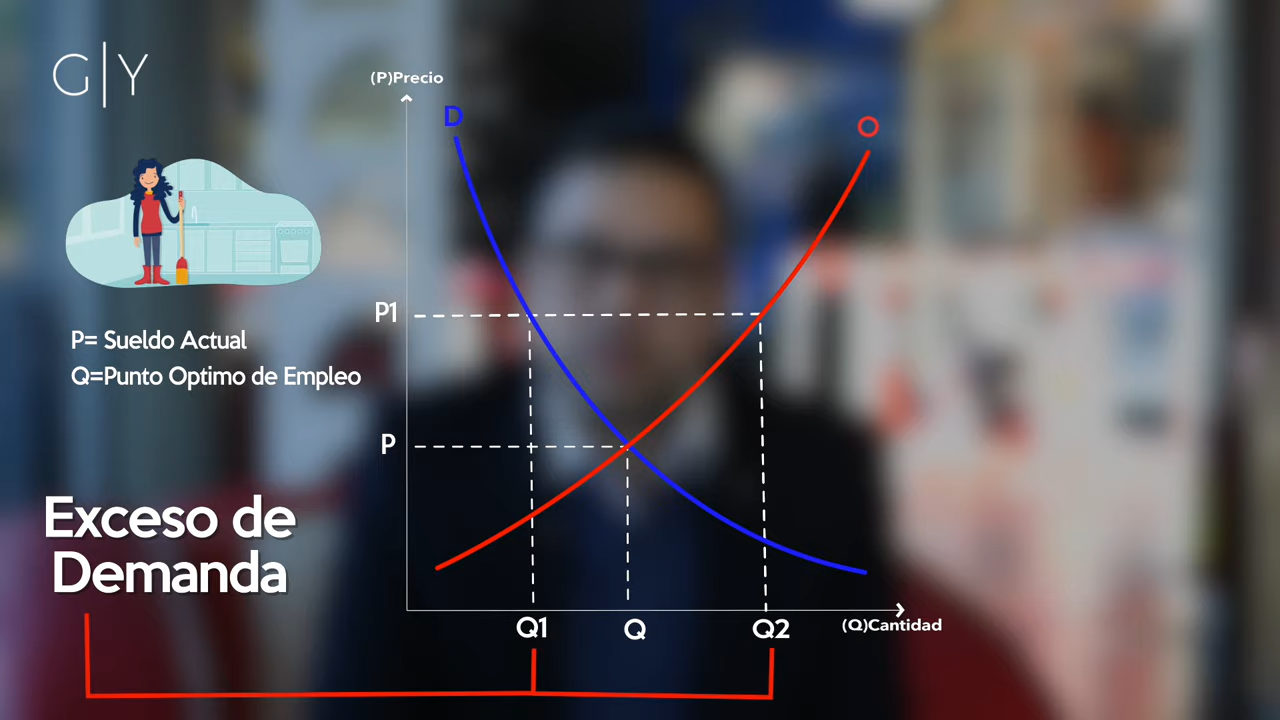 G|Y
(P)Precio
D
O
P1
P= Sueldo Actual
Q=Punto Optimo de Empleo
P
Exceso de
Demanda
Q1
Q
Q2
(Q)Cantidad